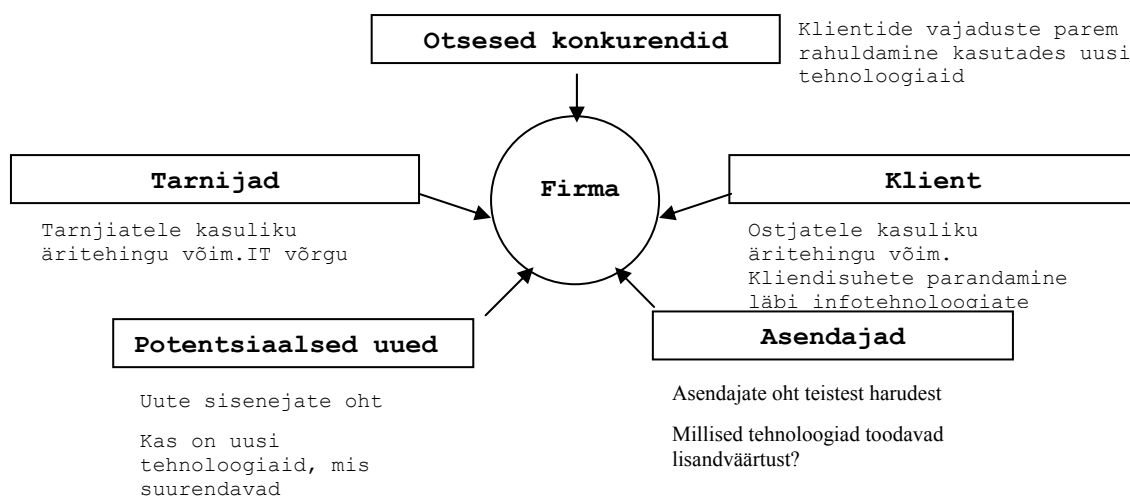 Otsesed konkurendid
Klientide vajaduste parem
rahuldamine kasutades uusi
tehnoloogiaid
Tarnijad
Firma
Klient
Tarnjiatele kasuliku
äritehingu võim.IT võrgu
Ostjatele kasuliku
äritehingu võim.
Kliendisuhete parandamine
läbi infotehnoloogiate
Potentsiaalsed uued
Asendajad
Uute sisenejate oht
Kas on uusi
tehnoloogiaid, mis
suurendavad
Asendajate oht teistest harudest
Millised tehnoloogiad toodavad
lisandväärtust?